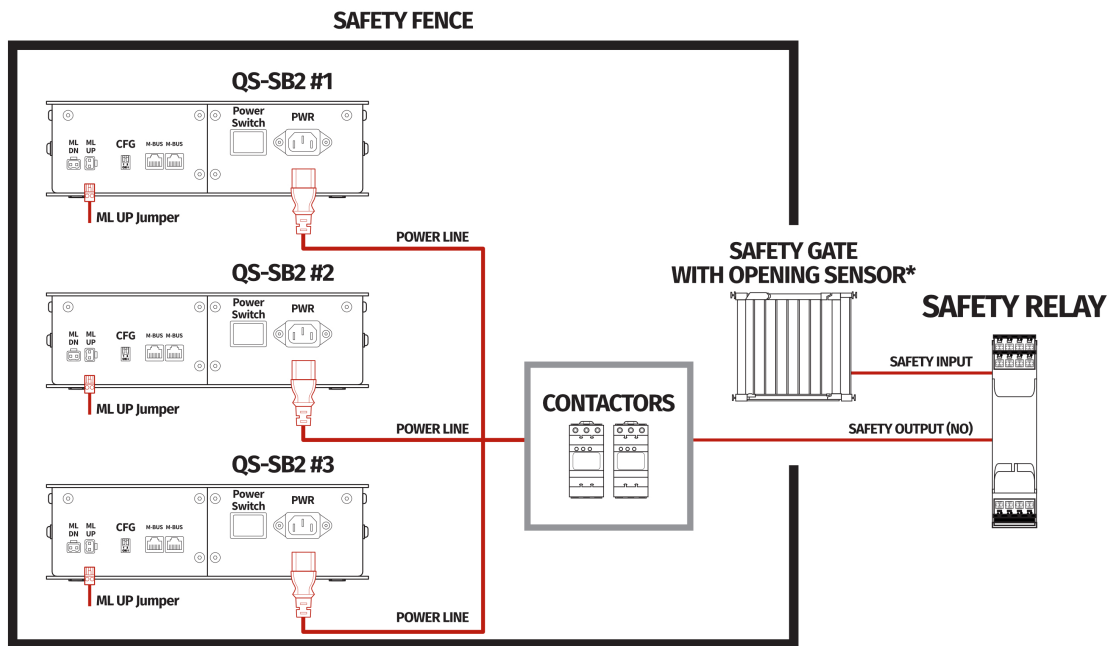 SAFETY FENCE
QS-SB2 #1
Power
Switch
PWR
ML
DN
ML
UP
CFG
M-BUS M-BUS
ML UP Jumper
POWER LINE
QS-SB2 #2
Power
Switch
PWR
ML
DN
ML
UP
CFG
M-BUS M-BUS
ML UP Jumper
POWER LINE
QS-SB2 #3
Power
Switch
PWR
ML
DN
ML
UP
CFG
M-BUS M-BUS
ML UP Jumper
POWER LINE
CONTACTORS
SAFETY GATE
WITH OPENING SENSOR*
SAFETY RELAY
SAFETY INPUT
SAFETY OUTPUT (NO)